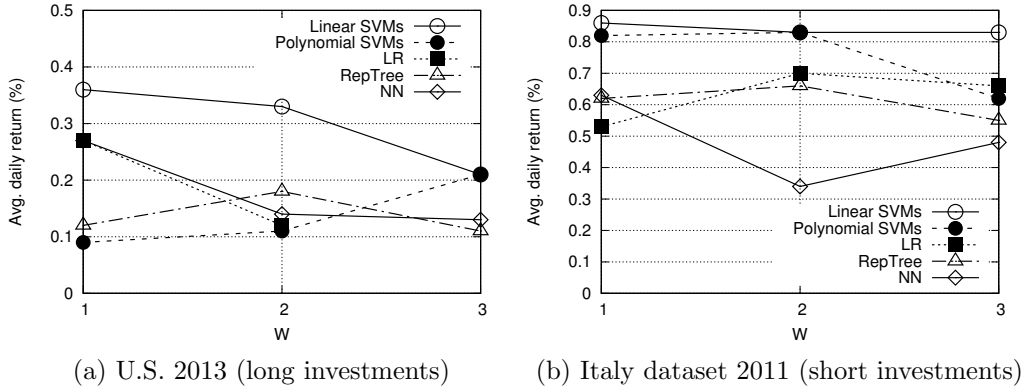 0.5
0.4
0.3
0.2
0.1
0
Avg. daily return (%)
1
2
3
W
Linear SVMs
Polynomial SVMs
LR
RepTree
NN
(a) U.S. 2013 (long investments)
0.9
0.8
0.7
0.6
0.5
0.4
0.3
0.2
0.1
0
Avg. daily return (%)
1
2
3
W
Linear SVMs
Polynomial SVMs
LR
RepTree
NN
(b) Italy dataset 2011 (short investments)